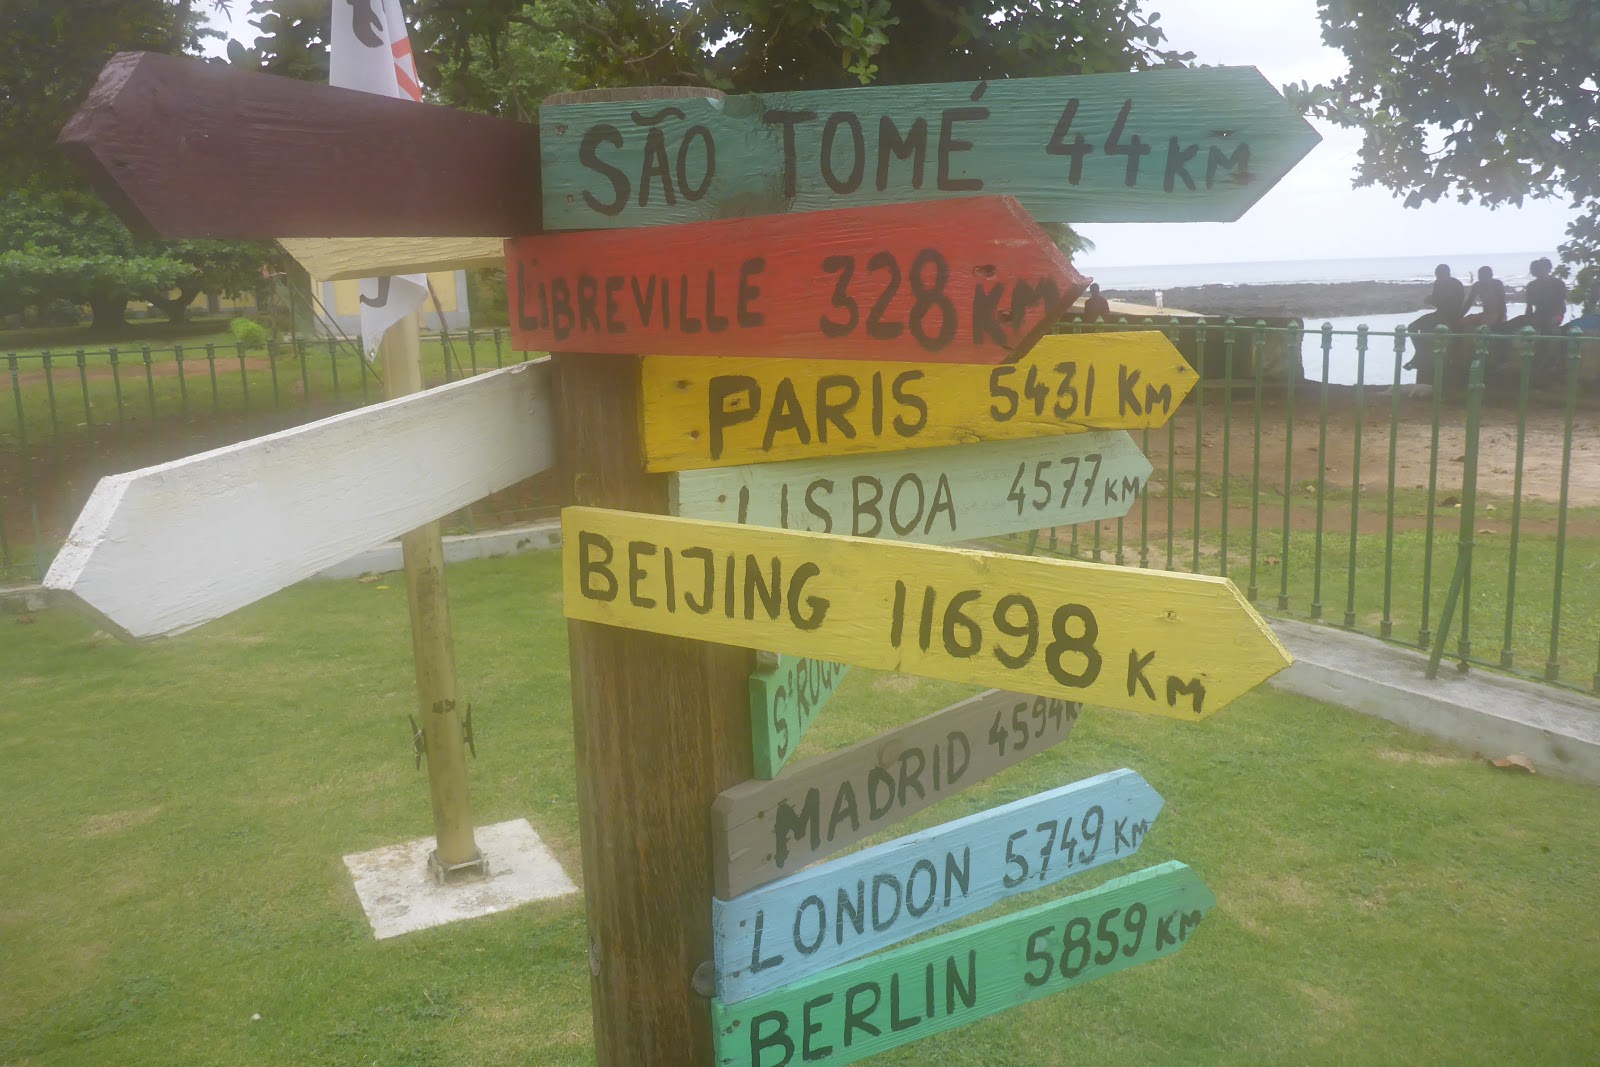 SÃO TOMÉ 44 KM
LIBREVILLE 328 KM
PARIS 5431 KM
LISBOA 4577 KM
BEIJING 11698 KM
MADRID 4594 K
LONDON 5749 KM
BERLIN 5859 KM